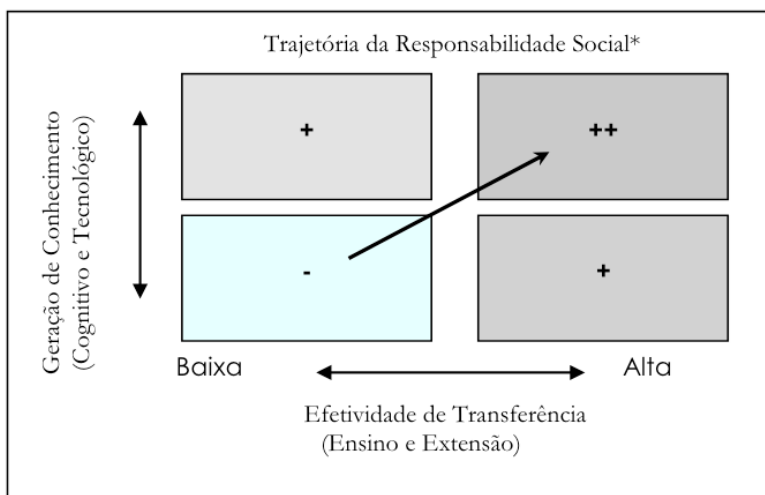 Trajetória da Responsabilidade Social*
+
++
Geração de Conhecimento
(Cognitivo e Tecnológico)
-
+
Baixa
Alta
Efetividade de Transferência
(Ensino e Extensão)